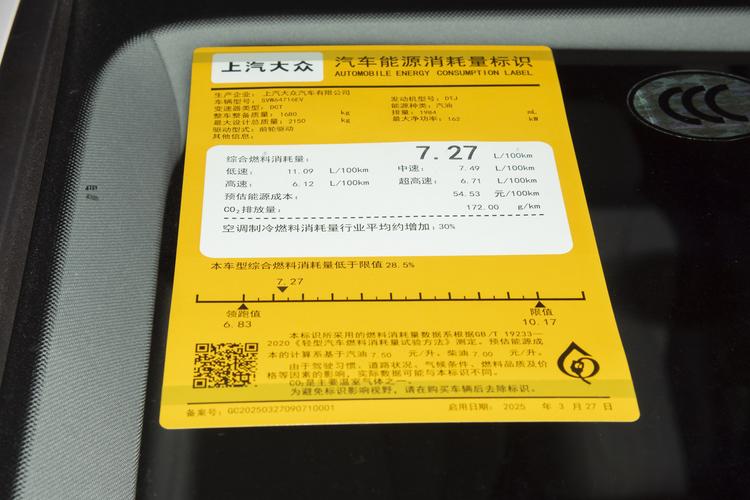 上汽大众 汽车能源消耗量标识
AUTOMOBILE ENERGY CONSUMPTION LABEL
生产企业：上汽大众汽车有限公司
车辆型号：SVW64716EV 发动机型号：DTJ
变速器类型：DCT 能源种类：汽油
整车整备质量：1680 kg 排量：1984 mL
最大设计总质量：2150 kg 最大净功率：162 kW
驱动型式：前轮驱动
其他信息：
综合燃料消耗量： 7.27 L/100km
低速： 11.09 L/100km 中速： 7.49 L/100km
高速： 6.12 L/100km 超高速： 6.71 L/100km
预估能源成本： 54.53 元/100km
CO₂排放量： 172.00 g/km
空调制冷燃料消耗量行业平均约增加：30%
本车型综合燃料消耗量低于限值28.5%
7.27
领跑值 限值
6.83 10.17
本标识所采用的燃料消耗量数据系根据GB/T 19233—
2020《轻型汽车燃料消耗量试验方法》测定。预估能源成
本的计算系基于汽油 7.50 元/升，柴油 7.00 元/升。
由于驾驶习惯、道路状况、气候条件、燃料品质及价
格等因素的影响，实际数据可能与本标识不同。
CO₂是主要温室气体之一。
为避免标识影响视野，请在购买车辆后去除标识。
备案号：GC20250327090710001 启用日期： 2025 年 3 月 27 日
CCC